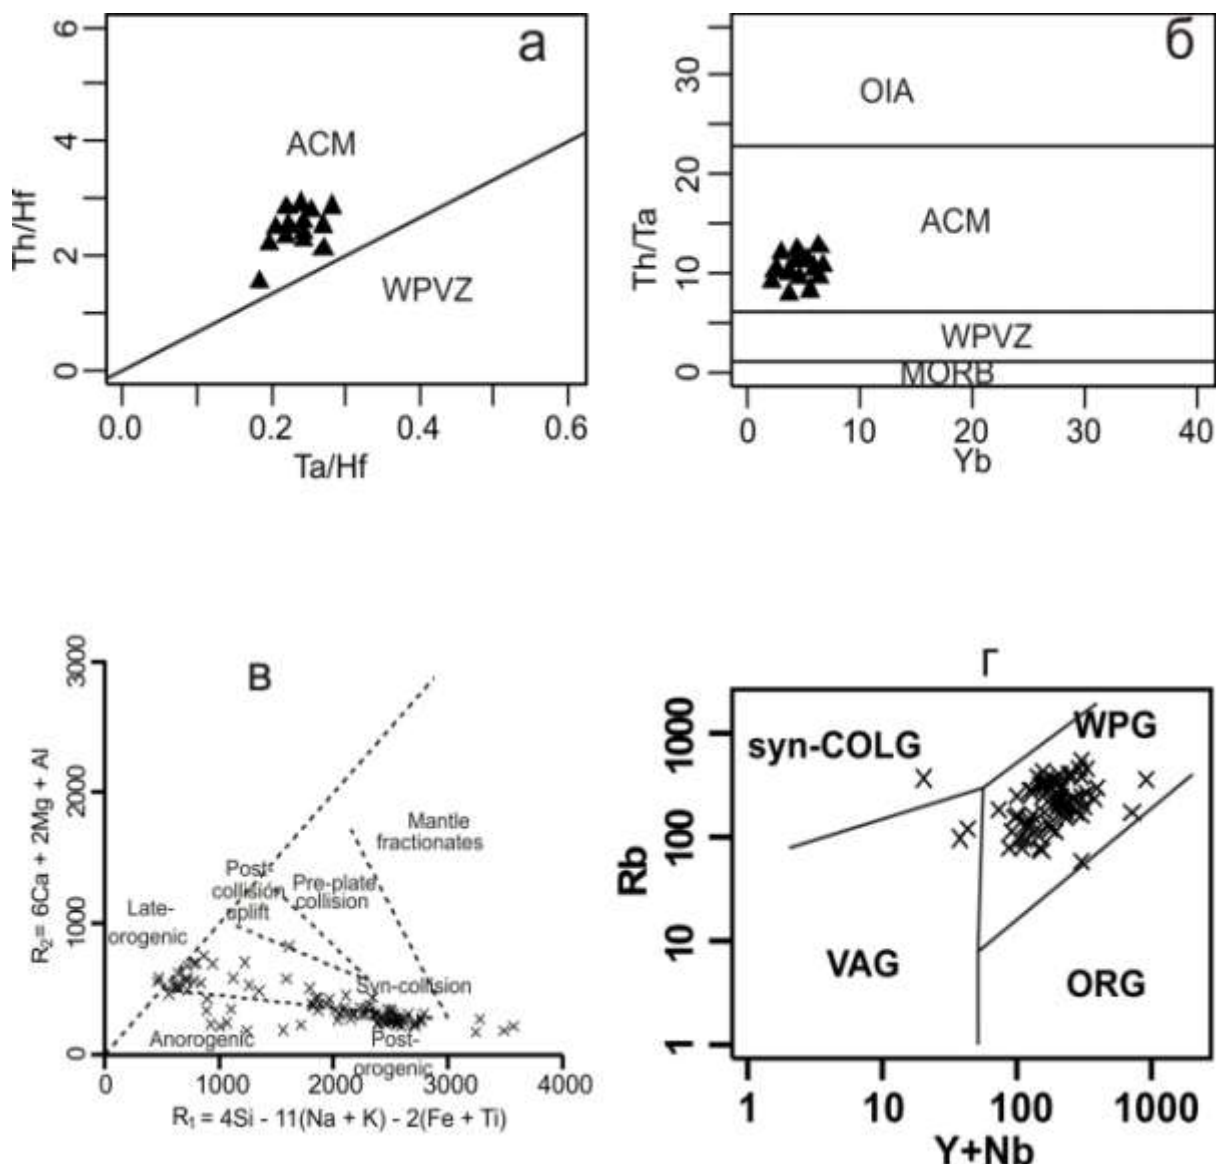 а
6
4
2
0
Th/Hf
ACM
WPVZ
0.0 0.2 0.4 0.6
Ta/Hf
б
30
20
10
0
Th/Ta
OIA
ACM
WPVZ
MORB
0 10 20 30 40
Yb
В
3000
2000
1000
0
R₂= 6Ca + 2Mg + Al
Mantle
fractionates
Post-
collision
uplift
Pre-plate
collision
Late-
orogenic
Syn-collision
Anorogenic
Post-
orogenic
0 1000 2000 3000 4000
R₁ = 4Si - 11(Na + K) - 2(Fe + Ti)
Г
1000
100
10
1
Rb
syn-COLG
WPG
VAG
ORG
1 10 100 1000
Y+Nb